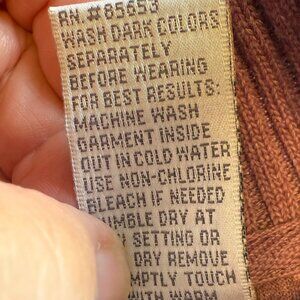 RN #85653
WASH DARK COLORS
SEPARATELY
BEFORE WEARING
FOR BEST RESULTS:
MACHINE WASH
GARMENT INSIDE
OUT IN COLD WATER
USE NON-CHLORINE
BLEACH IF NEEDED
UMBLE DRY AT
SETTING OR
DRY REMOVE
MPTLY TOUCH
WITH WARM